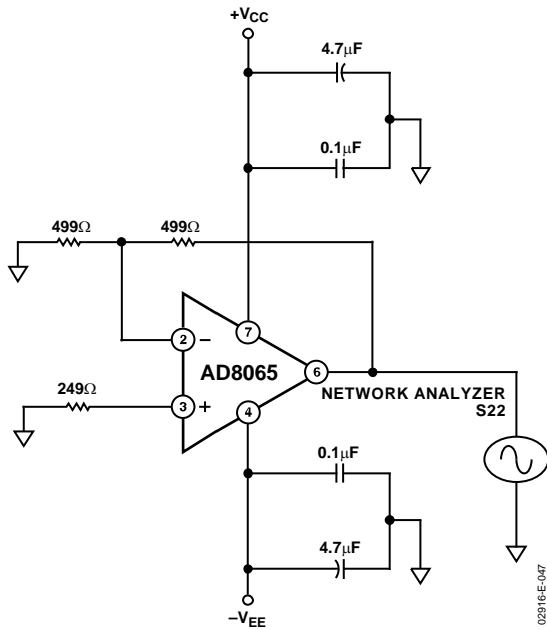 +VCC
4.7µF
0.1µF
499Ω 499Ω
2 − 7
AD8065 6
NETWORK ANALYZER
S22
249Ω
3 + 4
0.1µF
4.7µF
−VEE
02916-E-047